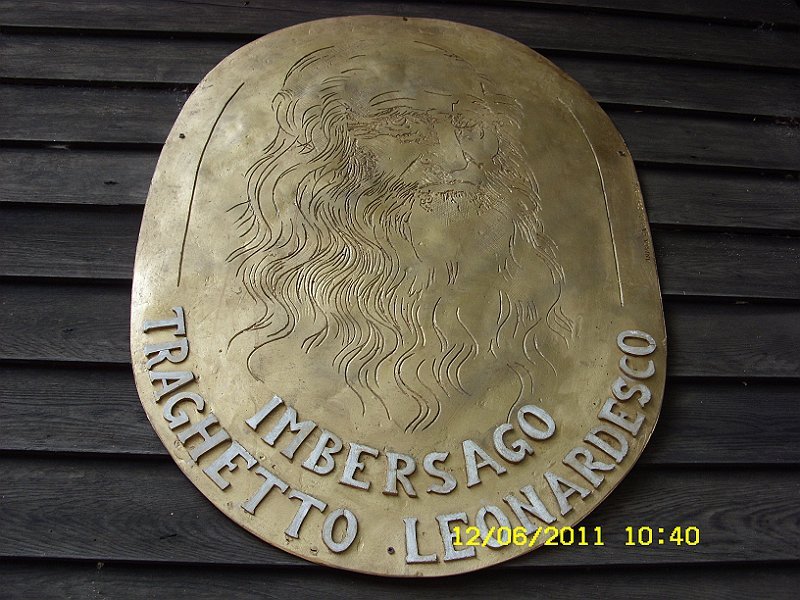 IMBERSAGO
TRAGHETTO LEONARDESCO
12/06/2011 10:40